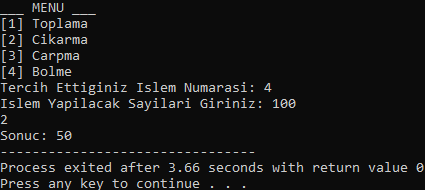 ___ MENU ___
[1] Toplama
[2] Cikarma
[3] Carpma
[4] Bolme
Tercih Ettiginiz Islem Numarasi: 4
Islem Yapilacak Sayilari Giriniz: 100
2
Sonuc: 50
--------------------------------
Process exited after 3.66 seconds with return value 0
Press any key to continue . . .